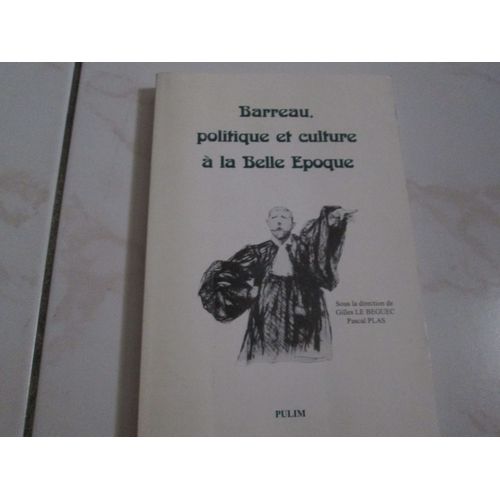 Barreau,
politique et culture
à la Belle Epoque
Sous la direction de
Gilles LE BEGUEC
Pascal PLAS
PULIM